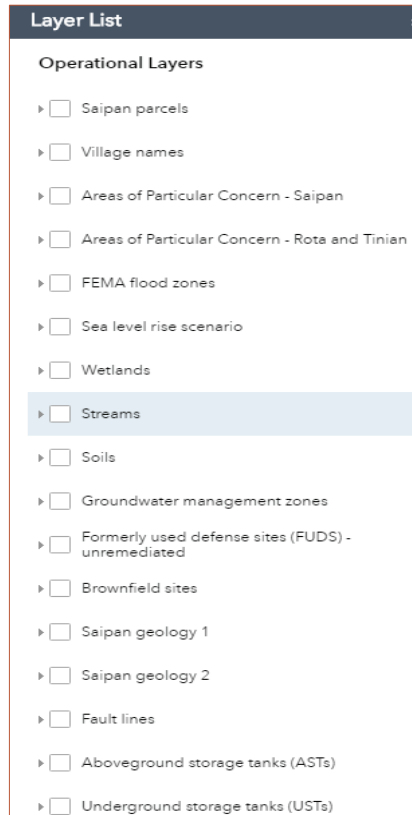 Layer List
Operational Layers
Saipan parcels
Village names
Areas of Particular Concern - Saipan
Areas of Particular Concern - Rota and Tinian
FEMA flood zones
Sea level rise scenario
Wetlands
Streams
Soils
Groundwater management zones
Formerly used defense sites (FUDS) -
unremediated
Brownfield sites
Saipan geology 1
Saipan geology 2
Fault lines
Aboveground storage tanks (ASTs)
Underground storage tanks (USTs)